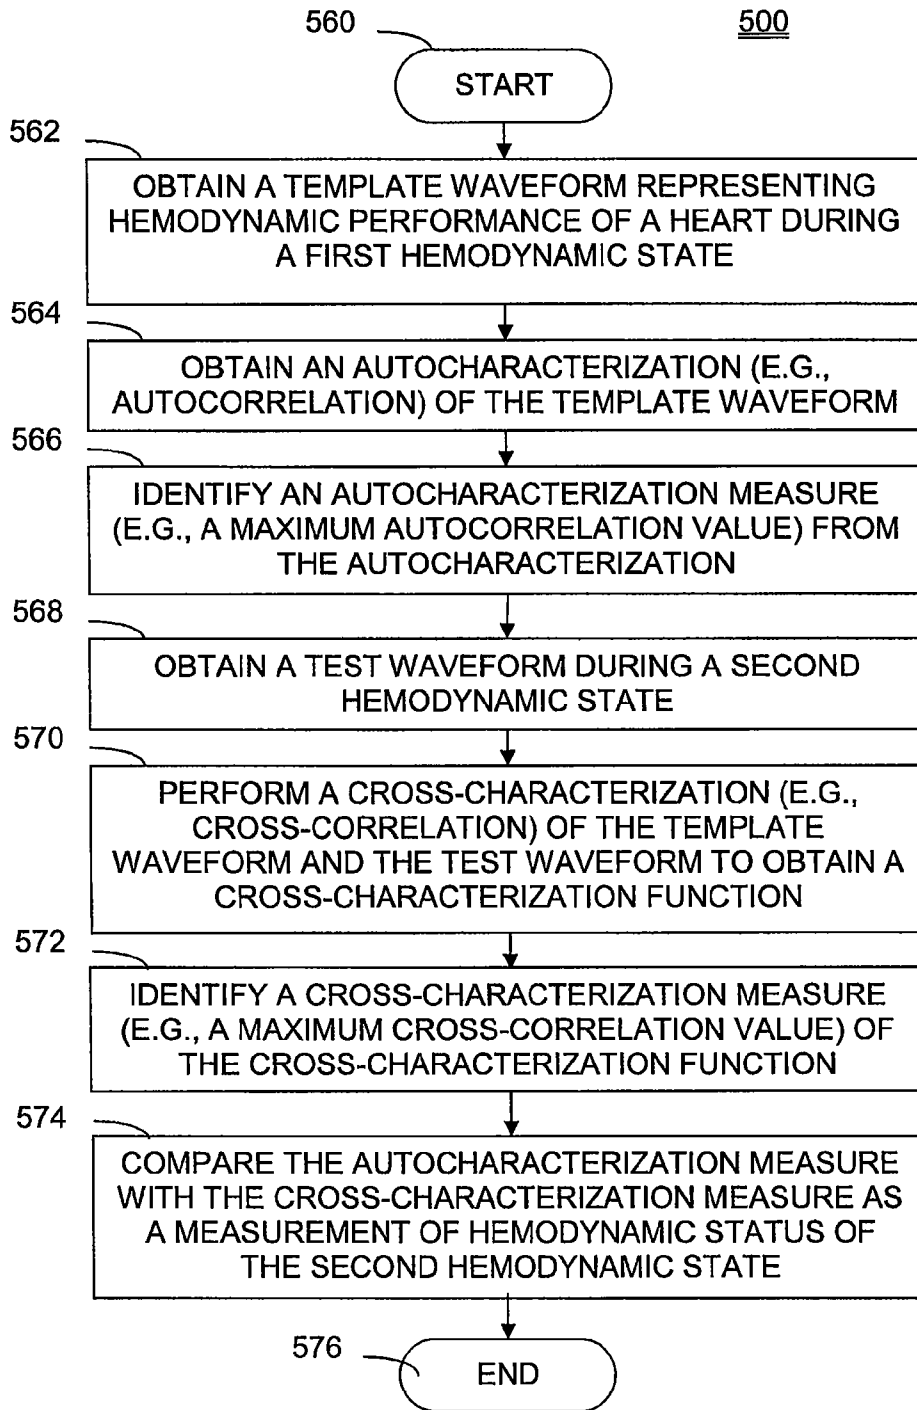 560
500
START
562
OBTAIN A TEMPLATE WAVEFORM REPRESENTING
HEMODYNAMIC PERFORMANCE OF A HEART DURING
A FIRST HEMODYNAMIC STATE
564
OBTAIN AN AUTOCHARACTERIZATION (E.G.,
AUTOCORRELATION) OF THE TEMPLATE WAVEFORM
566
IDENTIFY AN AUTOCHARACTERIZATION MEASURE
(E.G., A MAXIMUM AUTOCORRELATION VALUE) FROM
THE AUTOCHARACTERIZATION
568
OBTAIN A TEST WAVEFORM DURING A SECOND
HEMODYNAMIC STATE
570
PERFORM A CROSS-CHARACTERIZATION (E.G.,
CROSS-CORRELATION) OF THE TEMPLATE
WAVEFORM AND THE TEST WAVEFORM TO OBTAIN A
CROSS-CHARACTERIZATION FUNCTION
572
IDENTIFY A CROSS-CHARACTERIZATION MEASURE
(E.G., A MAXIMUM CROSS-CORRELATION VALUE) OF
THE CROSS-CHARACTERIZATION FUNCTION
574
COMPARE THE AUTOCHARACTERIZATION MEASURE
WITH THE CROSS-CHARACTERIZATION MEASURE AS
A MEASUREMENT OF HEMODYNAMIC STATUS OF
THE SECOND HEMODYNAMIC STATE
576
END